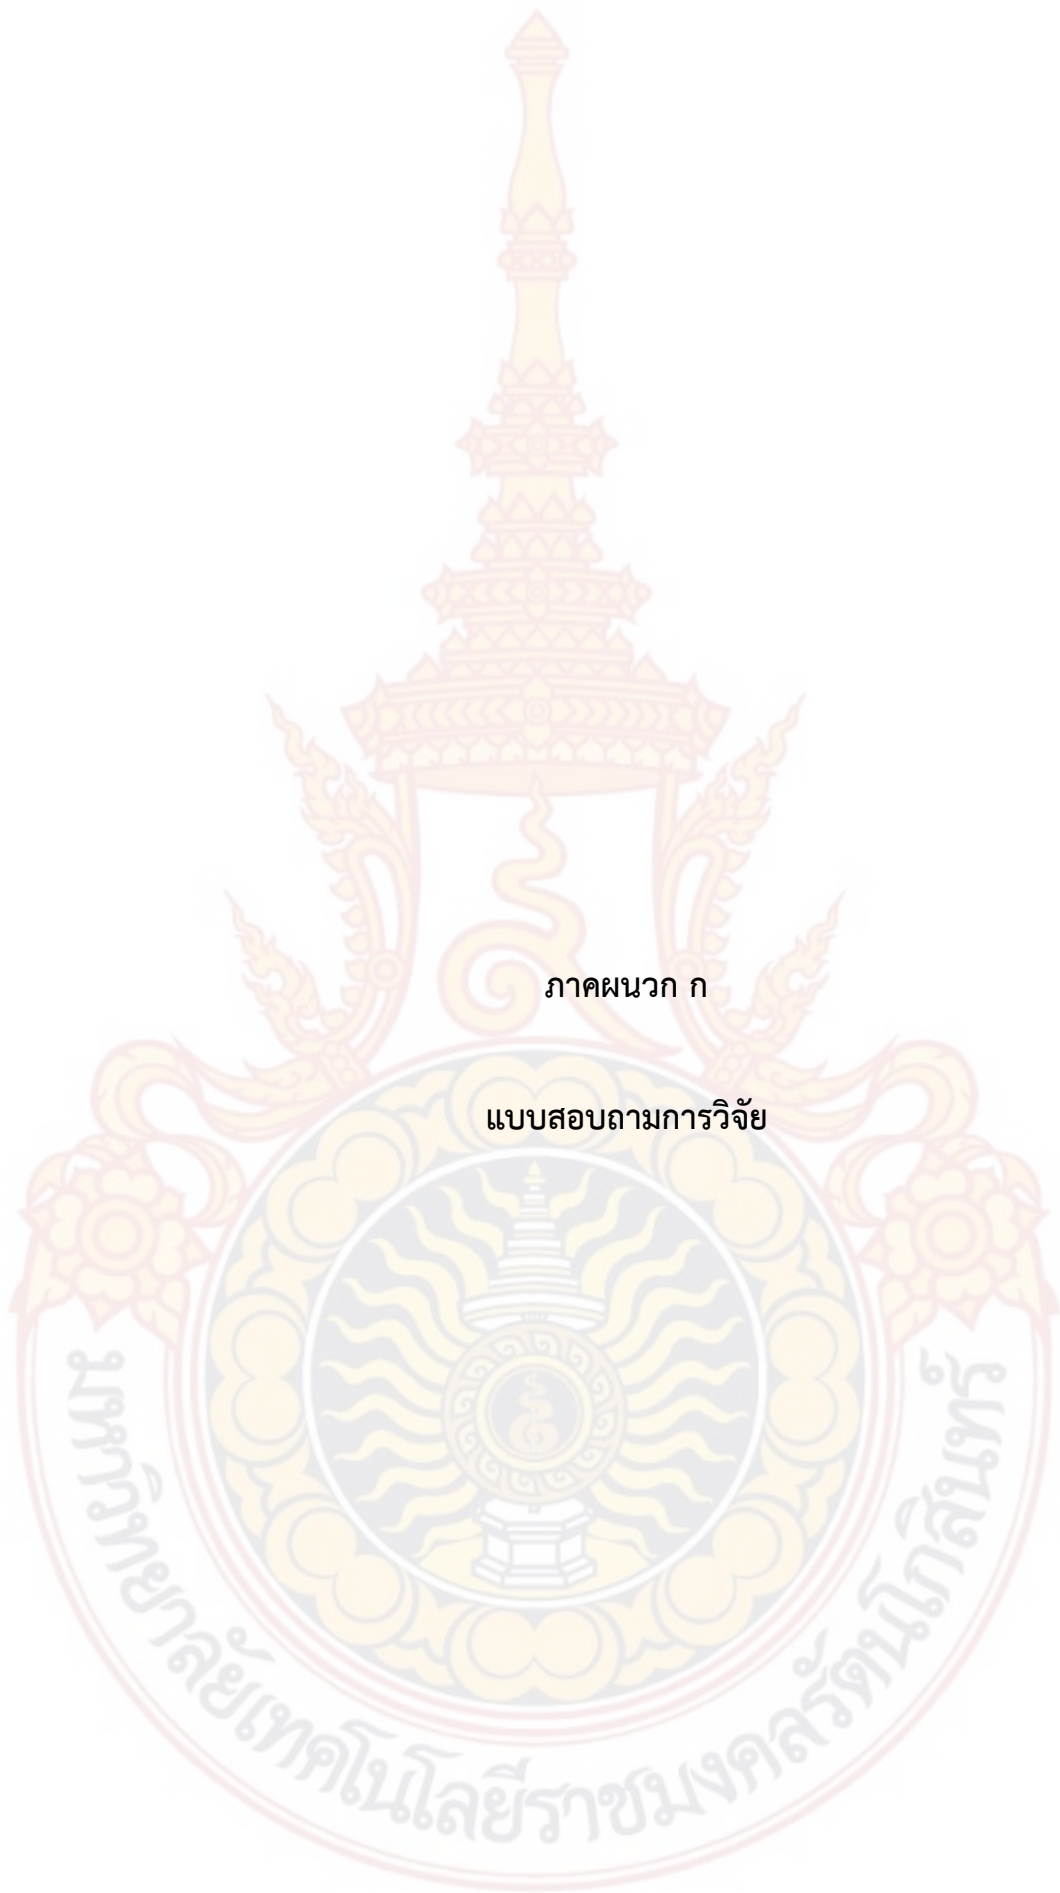 ภาคผนวก ก
แบบสอบถามการวิจัย
มหาวิทยาลัยเทคโนโลยีราชมงคลรัตนโกสินทร์